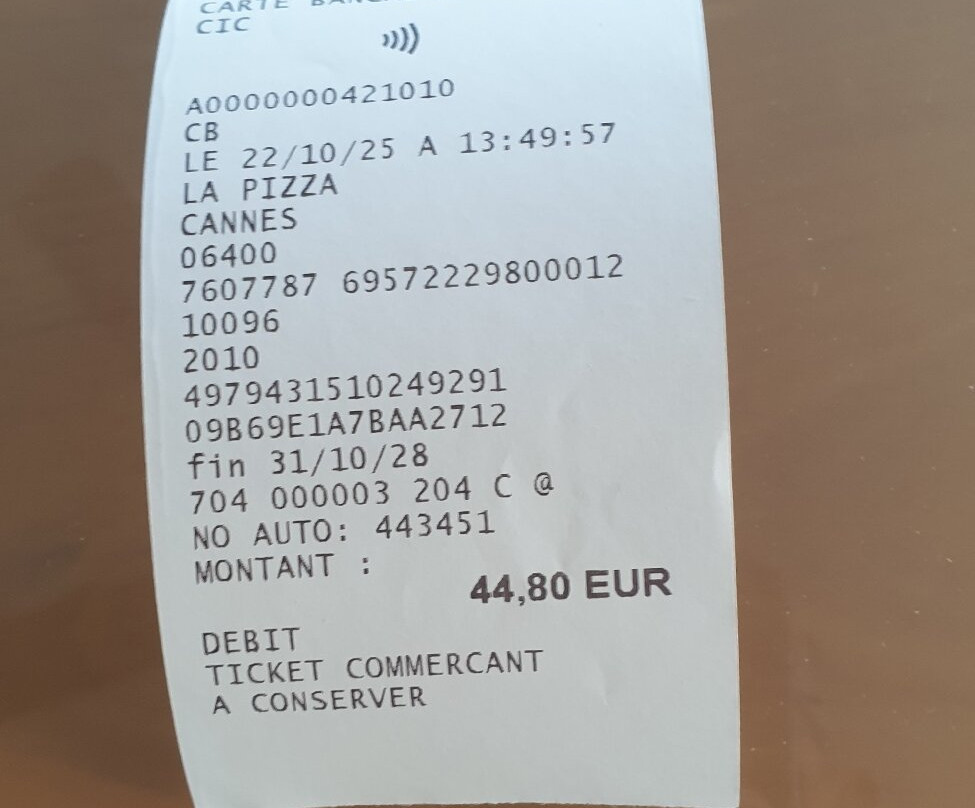 CARTE
CIC
A0000000421010
CB
LE 22/10/25 A 13:49:57
LA PIZZA
CANNES
06400
7607787 69572229800012
10096
2010
4979431510249291
09B69E1A7BAA2712
fin 31/10/28
704 000003 204 C @
NO AUTO: 443451
MONTANT :
44,80 EUR
DEBIT
TICKET COMMERCANT
A CONSERVER